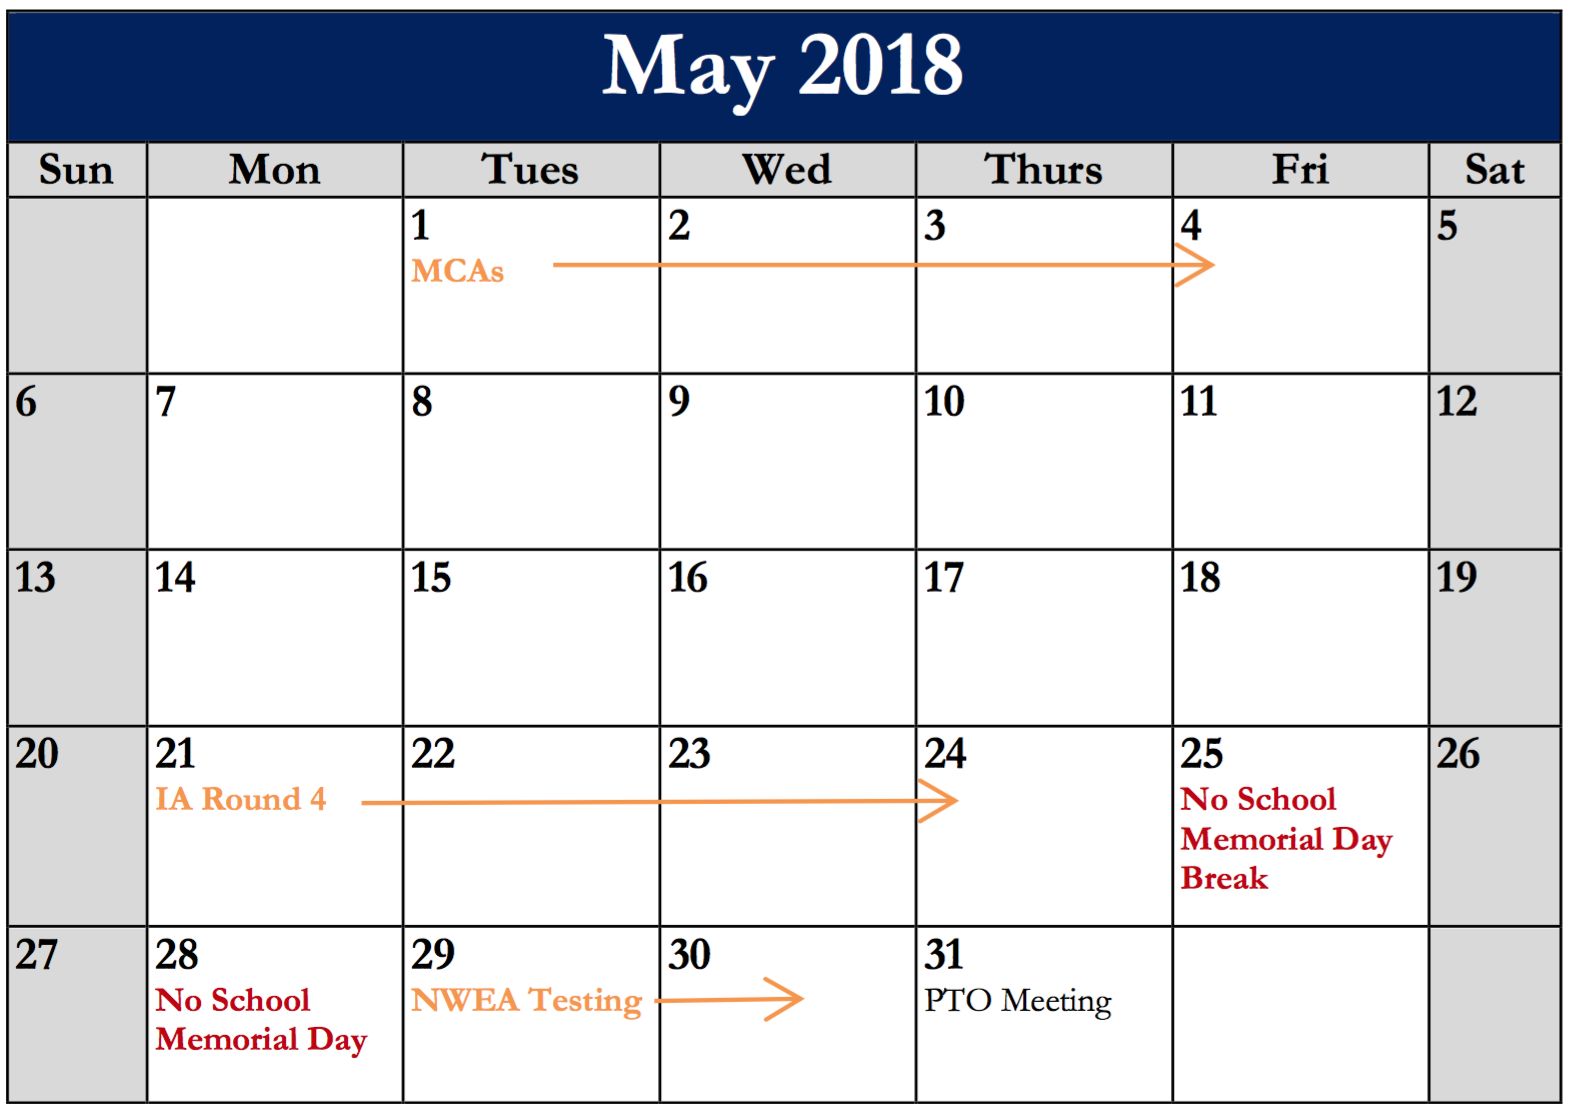 May 2018
Sun Mon Tues Wed Thurs Fri Sat
1 2 3 4 5
MCAs
6 7 8 9 10 11 12
13 14 15 16 17 18 19
20 21 22 23 24 25 26
IA Round 4 No School
Memorial Day
Break
27 28 29 30 31
No School NWEA Testing PTO Meeting
Memorial Day